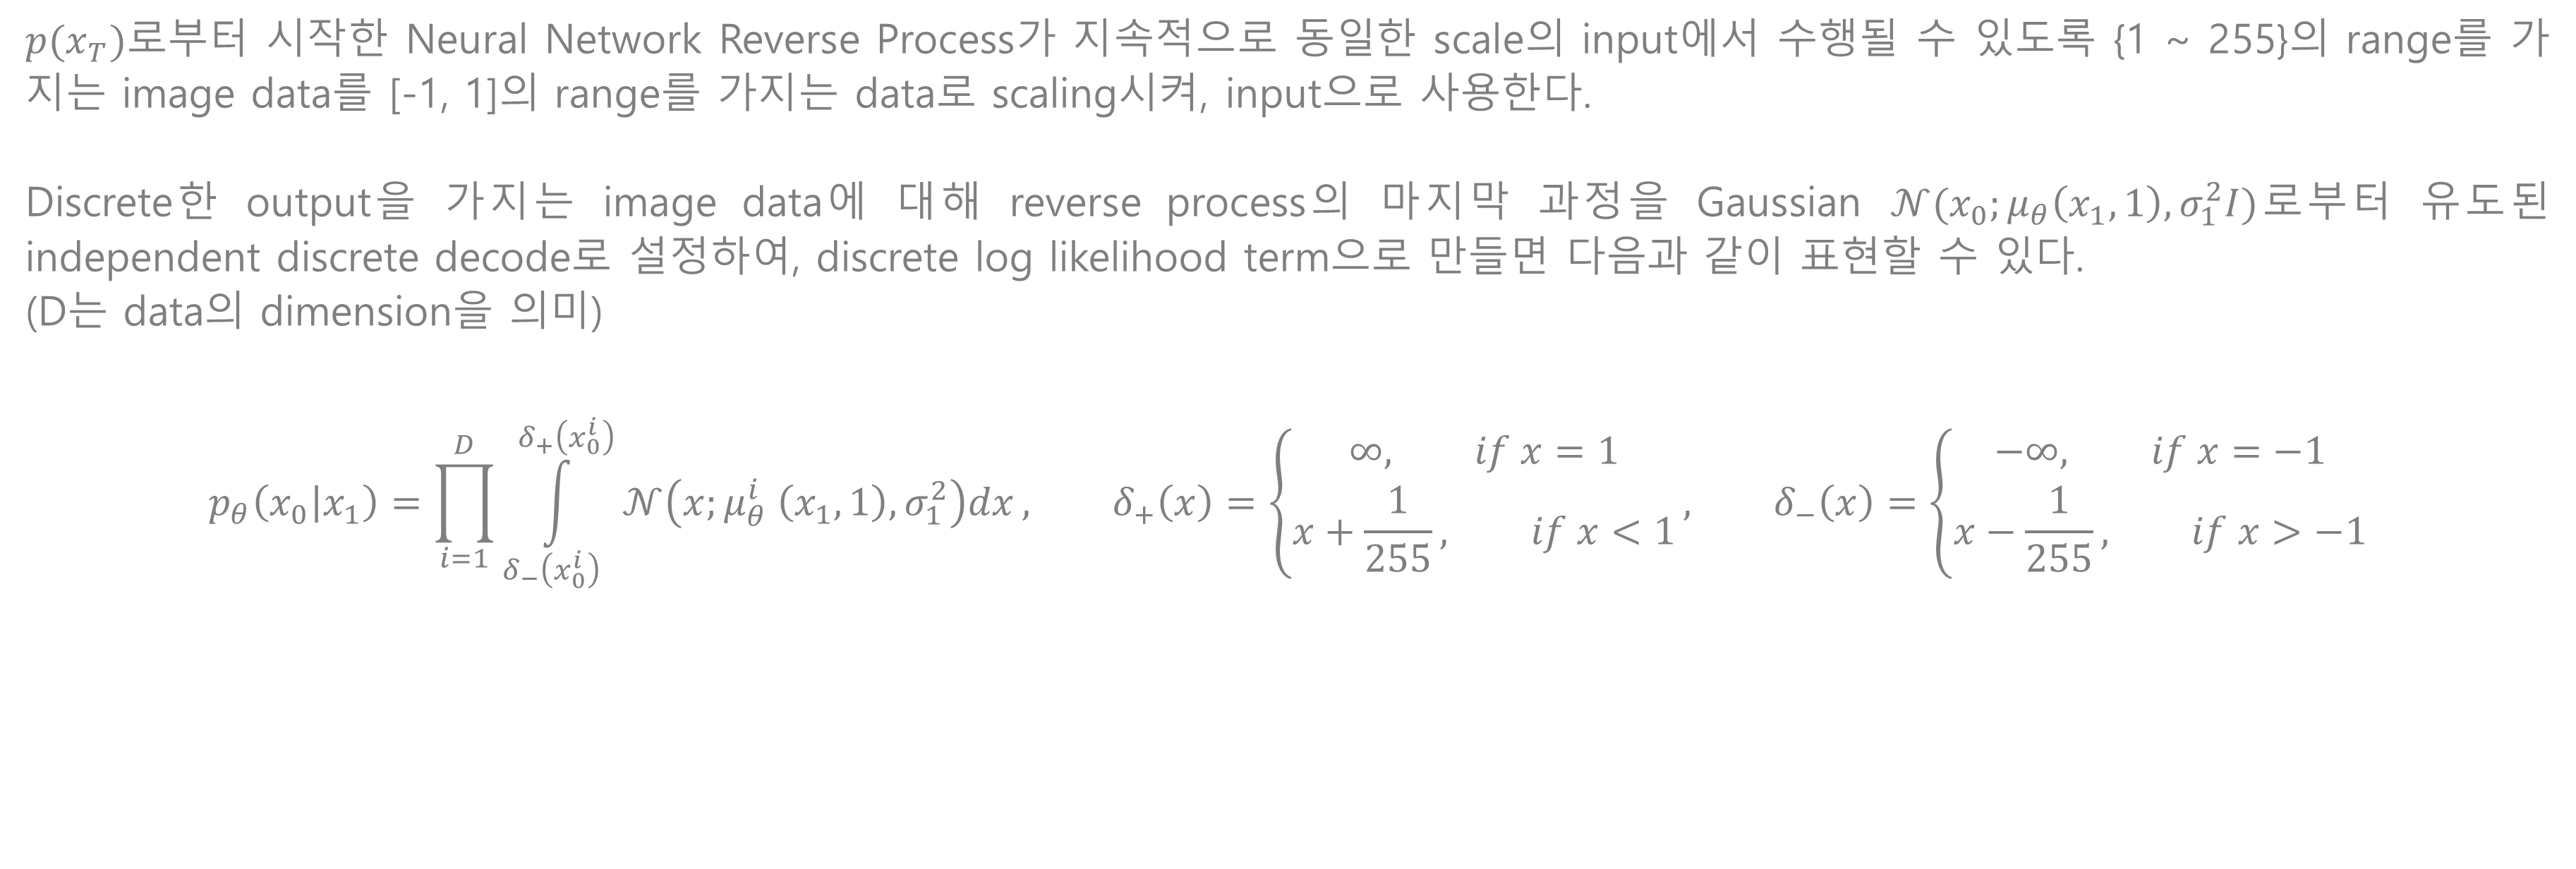 p(x_T)로부터 시작한 Neural Network Reverse Process가 지속적으로 동일한 scale의 input에서 수행될 수 있도록 {1 ~ 255}의 range를 가
지는 image data를 [-1, 1]의 range를 가지는 data로 scaling시켜, input으로 사용한다.
Discrete한 output을 가지는 image data에 대해 reverse process의 마지막 과정을 Gaussian 𝒩(x_0; μ_θ(x_1, 1), σ_1^2 I)로부터 유도된
independent discrete decode로 설정하여, discrete log likelihood term으로 만들면 다음과 같이 표현할 수 있다.
(D는 data의 dimension을 의미)
p_θ(x_0|x_1) = ∏_{i=1}^{D} ∫_{δ_-(x_0^i)}^{δ_+(x_0^i)} 𝒩(x; μ_θ^i (x_1, 1), σ_1^2)dx , δ_+(x) = { ∞, if x = 1; x + 1/255, if x < 1 , δ_-(x) = { -∞, if x = -1; x - 1/255, if x > -1